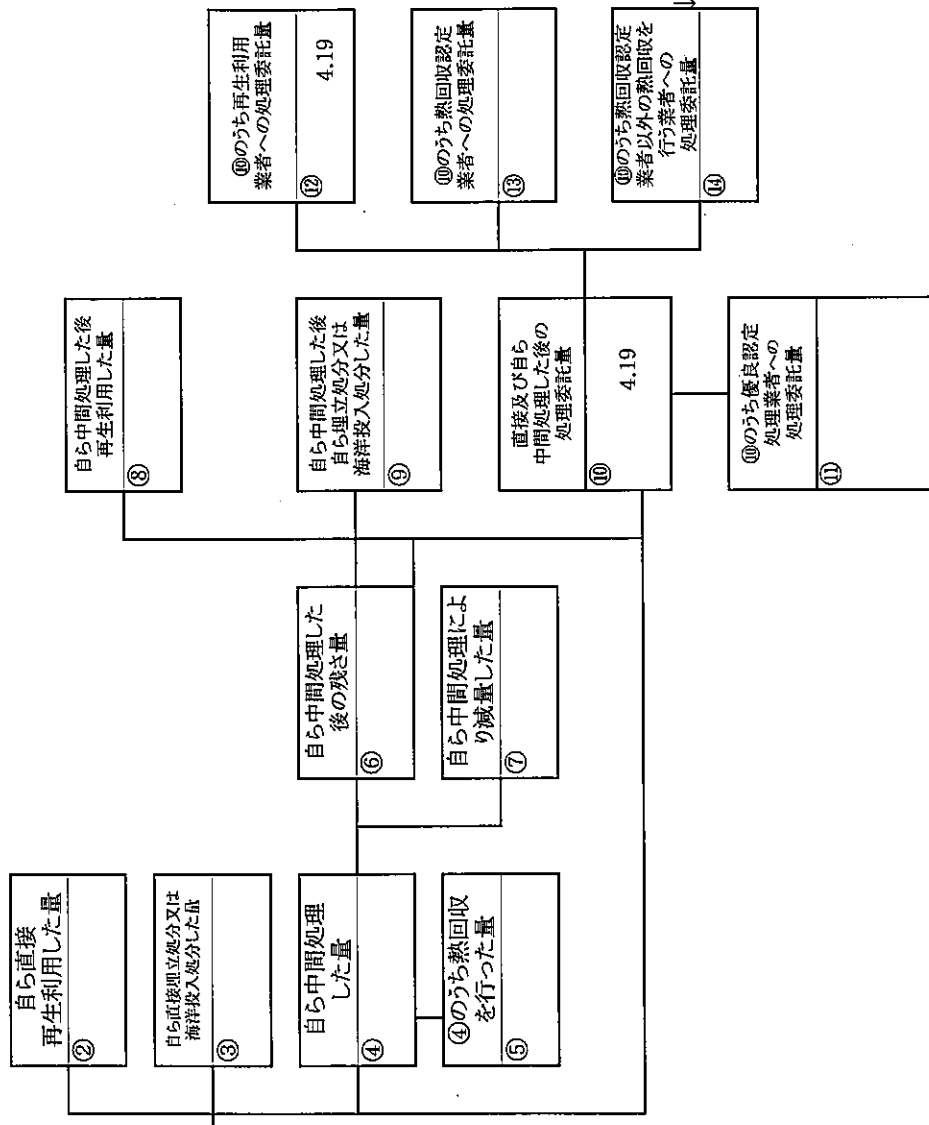 自ら直接
再生利用した量
②
自ら直接埋立処分又は
海洋投入処分した量
③
自ら中間処理
した量
④
④のうち熱回収
を行った量
⑤
自ら中間処理した
後の残さ量
⑥
自ら中間処理によ
り減量した量
⑦
自ら中間処理した後
再生利用した量
⑧
自ら中間処理した後
自ら埋立処分又は
海洋投入処分した量
⑨
直接及び自ら
中間処理した後の
処理委託量
⑩
4.19
⑩のうち優良認定
処理業者への
処理委託量
⑪
⑩のうち再生利用
業者への処理委託量
⑫
4.19
⑩のうち熱回収認定
業者への処理委託量
⑬
⑩のうち熱回収認定
業者以外の熱回収を
行う業者への
処理委託量
⑭